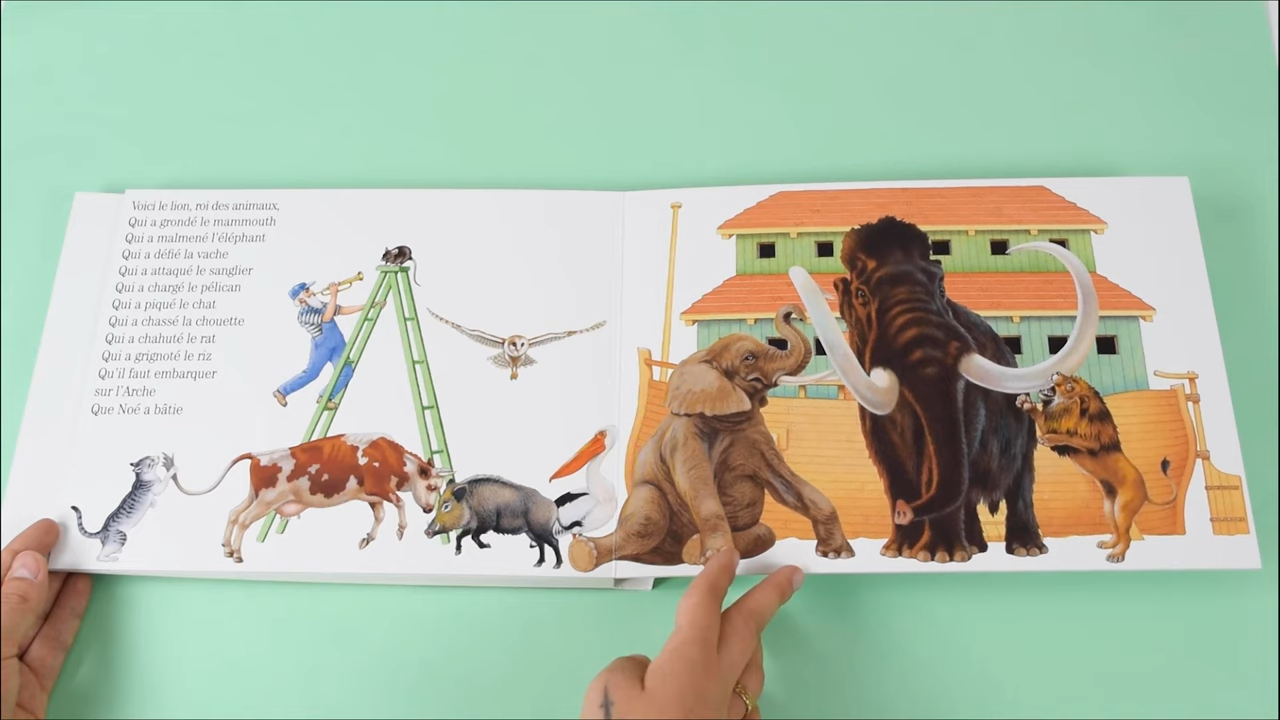 Voici le lion, roi des animaux,
Qui a grondé le mammouth
Qui a malmené l'éléphant
Qui a défié la vache
Qui a attaqué le sanglier
Qui a chargé le pélican
Qui a piqué le chat
Qui a chassé la chouette
Qui a chahuté le rat
Qui a grignoté le riz
Qu'il faut embarquer
sur l'Arche
Que Noé a bâtie